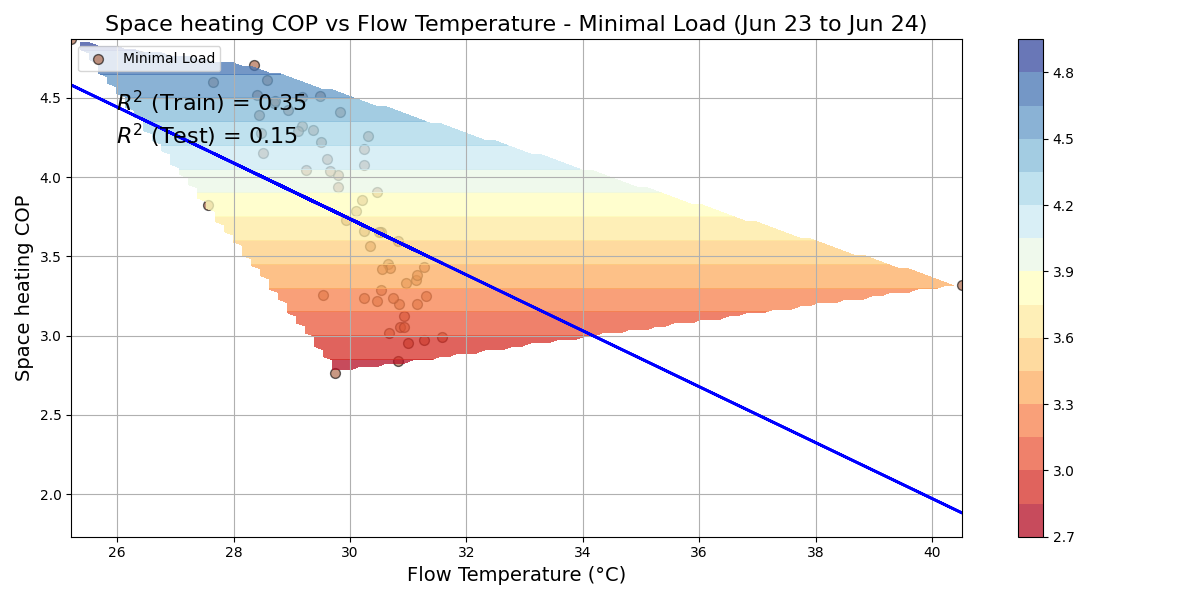 Space heating COP vs Flow Temperature - Minimal Load (Jun 23 to Jun 24)
Minimal Load
R² (Train) = 0.35
R² (Test) = 0.15
Space heating COP
4.5
4.0
3.5
3.0
2.5
2.0
26 28 30 32 34 36 38 40
Flow Temperature (°C)
4.8
4.5
4.2
3.9
3.6
3.3
3.0
2.7